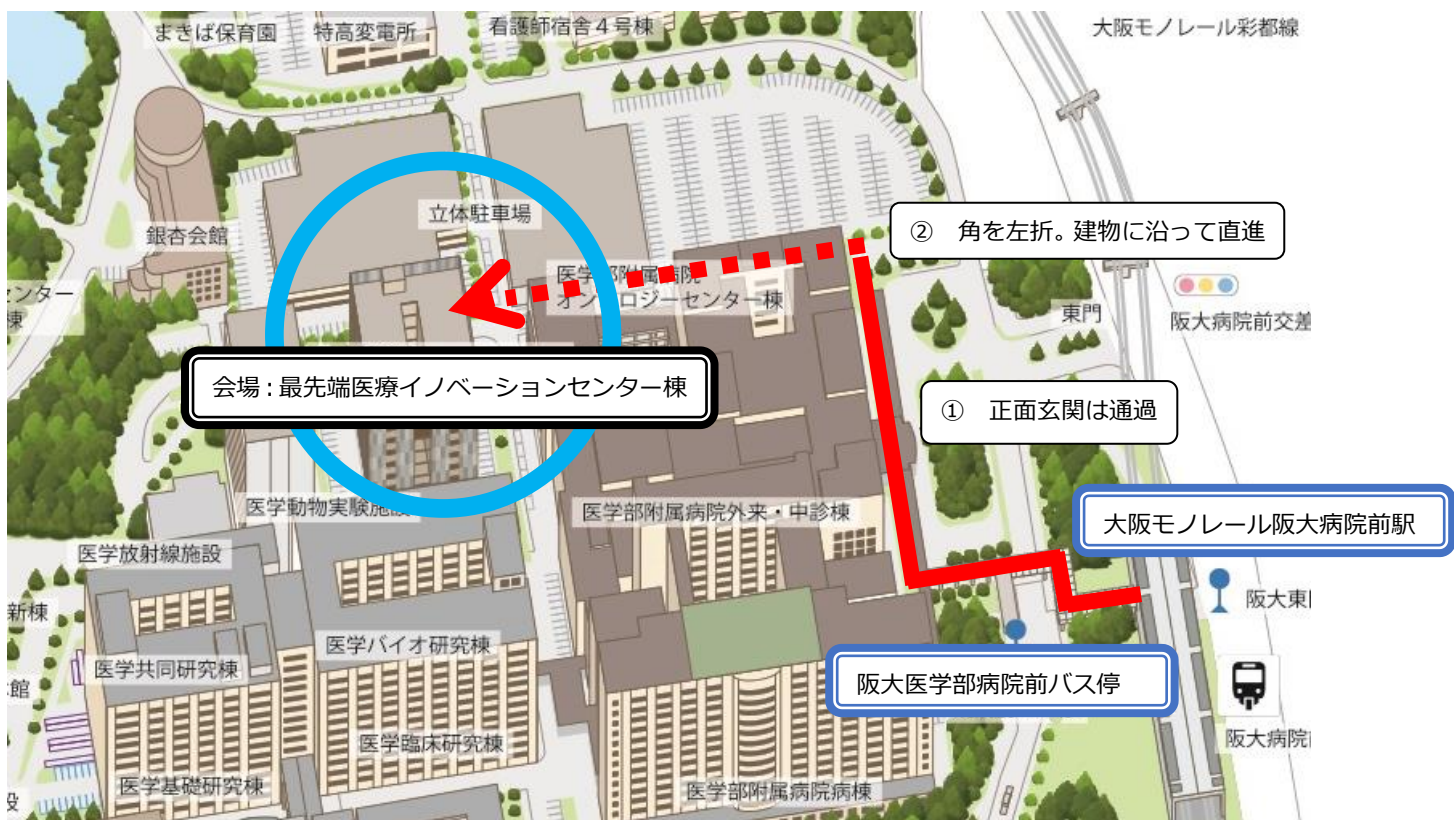 まきば保育園
特高変電所
看護師宿舎4号棟
大阪モノレール彩都線
立体駐車場
銀杏会館
② 角を左折。建物に沿って直進
医学部附属病院
オンコロジーセンター棟
センター
棟
東門
阪大病院前交差
会場:最先端医療イノベーションセンター棟
① 正面玄関は通過
医学動物実験施設
医学部附属病院外来・中診棟
大阪モノレール阪大病院前駅
医学放射線施設
新棟
阪大東
医学バイオ研究棟
医学共同研究棟
館
阪大医学部病院前バス停
医学臨床研究棟
阪大病院
医学基礎研究棟
医学部附属病院病棟
設